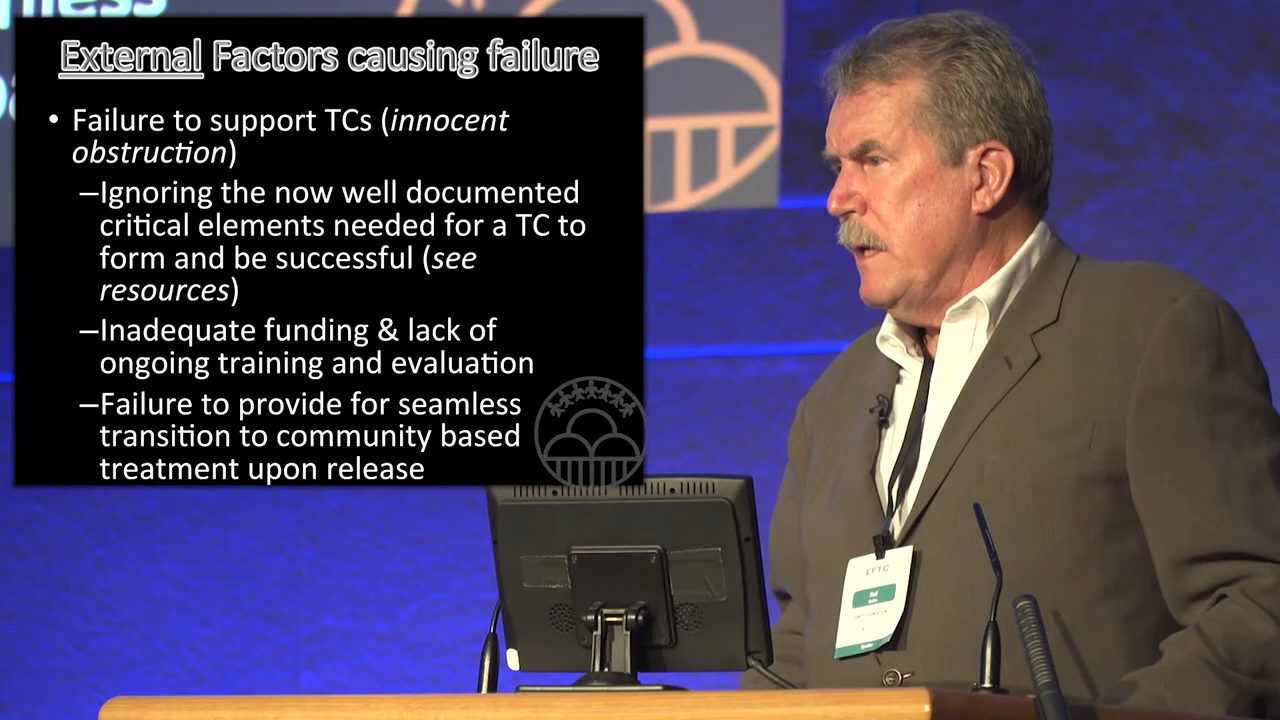 External Factors causing failure
• Failure to support TCs (innocent
obstruction)
–Ignoring the now well documented
critical elements needed for a TC to
form and be successful (see
resources)
–Inadequate funding & lack of
ongoing training and evaluation
–Failure to provide for seamless
transition to community based
treatment upon release
EFTC